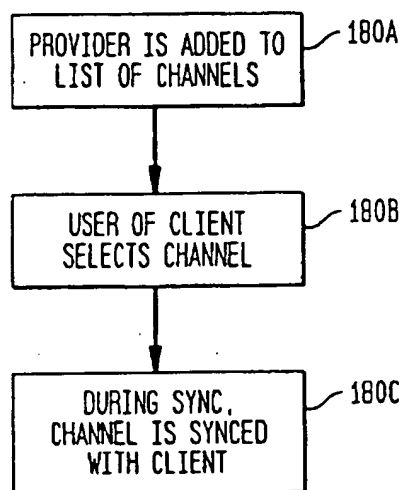 PROVIDER IS ADDED TO
LIST OF CHANNELS
180A
USER OF CLIENT
SELECTS CHANNEL
180B
DURING SYNC,
CHANNEL IS SYNCED
WITH CLIENT
180C